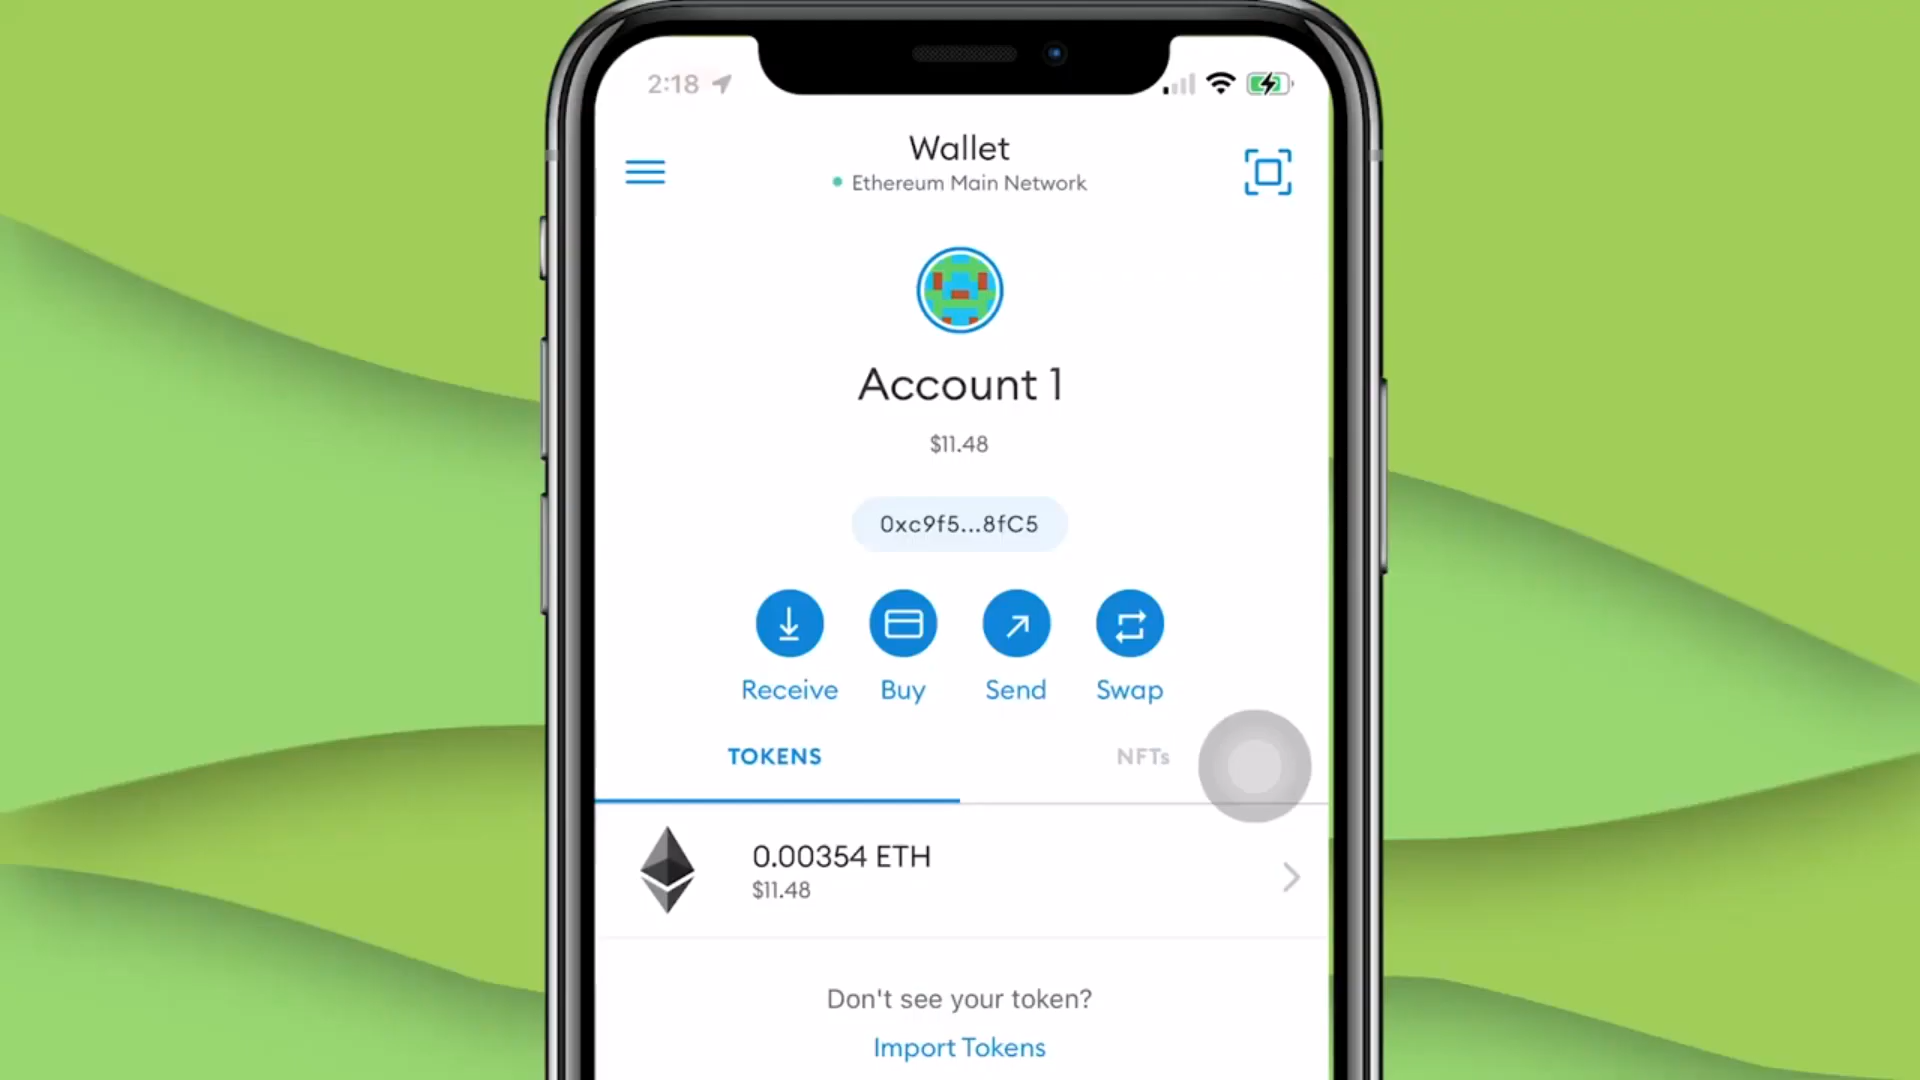 2:18
Wallet
Ethereum Main Network
Account 1
$11.48
0xc9f5...8fC5
Receive Buy Send Swap
TOKENS NFTs
0.00354 ETH
$11.48
Don't see your token?
Import Tokens